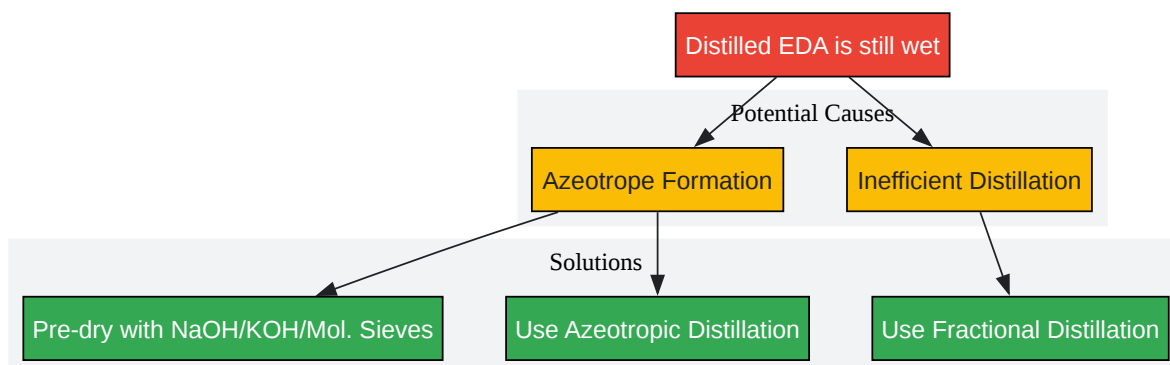 Distilled EDA is still wet
Potential Causes
Azeotrope Formation
Inefficient Distillation
Solutions
Pre-dry with NaOH/KOH/Mol. Sieves
Use Azeotropic Distillation
Use Fractional Distillation